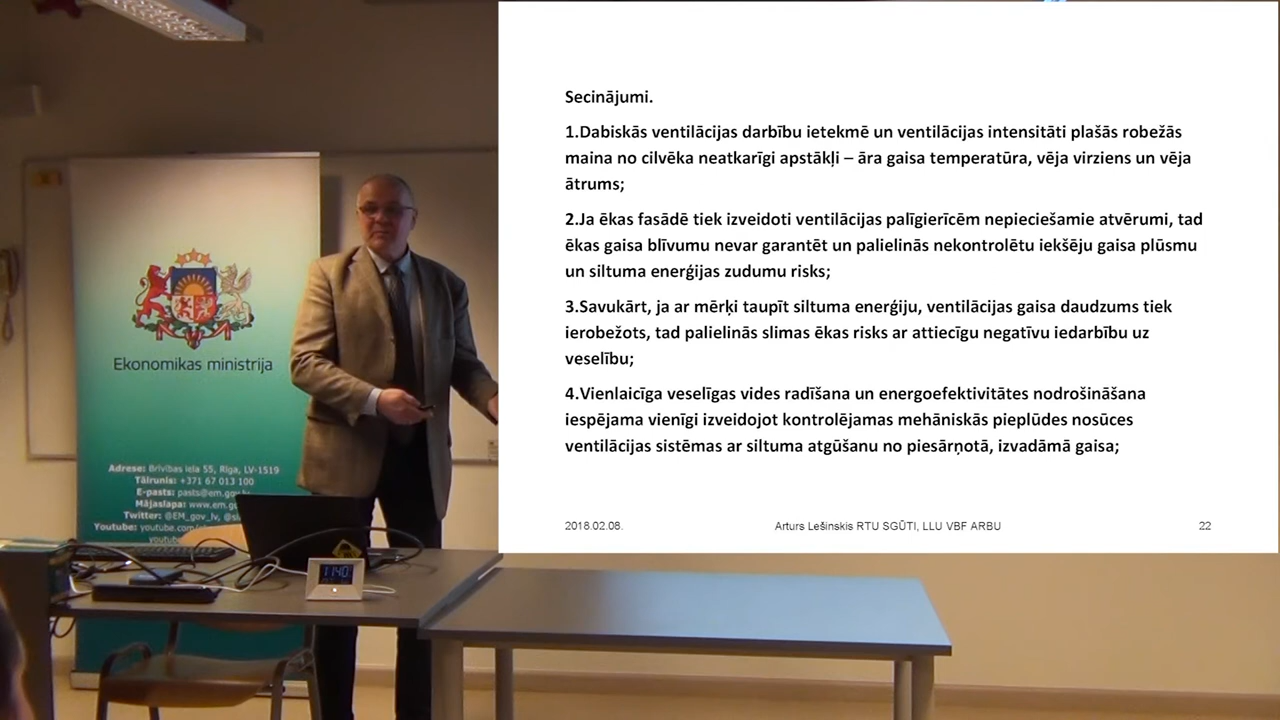 Secinājumi.
1.Dabiskās ventilācijas darbību ietekmē un ventilācijas intensitāti plašās robežās
maina no cilvēka neatkarīgi apstākļi – āra gaisa temperatūra, vēja virziens un vēja
ātrums;
2.Ja ēkas fasādē tiek izveidoti ventilācijas palīgierīcēm nepieciešamie atvērumi, tad
ēkas gaisa blīvumu nevar garantēt un palielinās nekontrolētu iekšēju gaisa plūsmu
un siltuma enerģijas zudumu risks;
3.Savukārt, ja ar mērķi taupīt siltuma enerģiju, ventilācijas gaisa daudzums tiek
ierobežots, tad palielinās slimas ēkas risks ar attiecīgu negatīvu iedarbību uz
veselību;
4.Vienlaicīga veselīgas vides radīšana un energoefektivitātes nodrošināšana
iespējama vienīgi izveidojot kontrolējamas mehāniskās pieplūdes nosūces
ventilācijas sistēmas ar siltuma atgūšanu no piesārņotā, izvadāmā gaisa;
2018.02.08. Arturs Lešinskis RTU SGŪTI, LLU VBF ARBU 22
Ekonomikas ministrija
Adrese: Brīvības iela 55, Rīga, LV-1519
Tālrunis: +371 67 013 100
E-pasts: pasts@em.gov
Mājaslapa: www.em.g
Twitter: @EM_gov_lv,
Youtube: youtube.com
youtube
1140